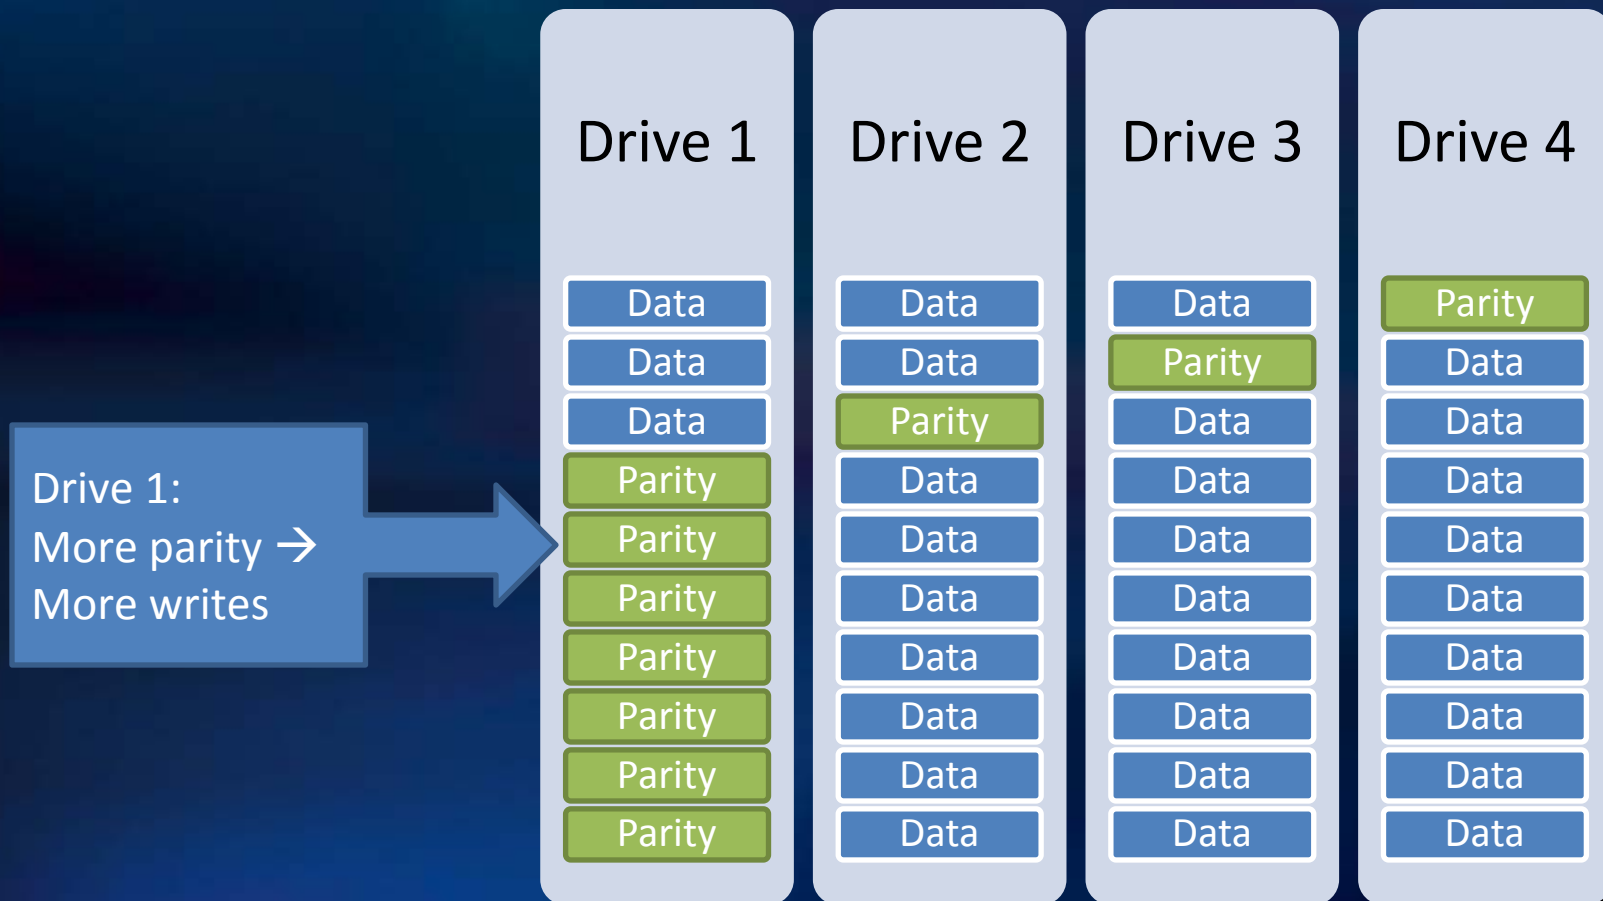 Drive 1 Drive 2 Drive 3 Drive 4
Data Data Data Parity
Data Data Parity Data
Data Parity Data Data
Parity Data Data Data
Parity Data Data Data
Parity Data Data Data
Parity Data Data Data
Parity Data Data Data
Parity Data Data Data
Parity Data Data Data
Drive 1:
More parity →
More writes